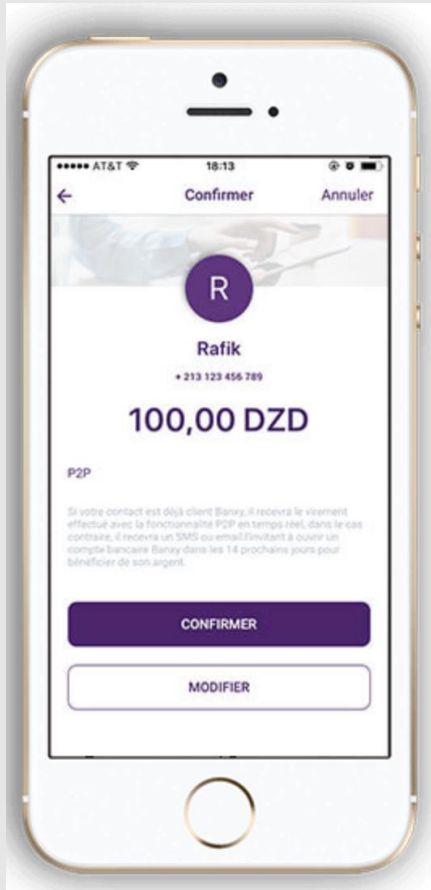 AT&T 18:13
Confirmer Annuler
R
Rafik
+ 213 123 456 789
100,00 DZD
P2P
Si votre contact est déjà client Banxy, il recevra le virement
effectué avec la fonctionnalité P2P en temps réel, dans le cas
contraire, il recevra un SMS ou email l'invitant à ouvrir un
compte bancaire Banxy dans les 14 prochains jours pour
bénéficier de son argent.
CONFIRMER
MODIFIER